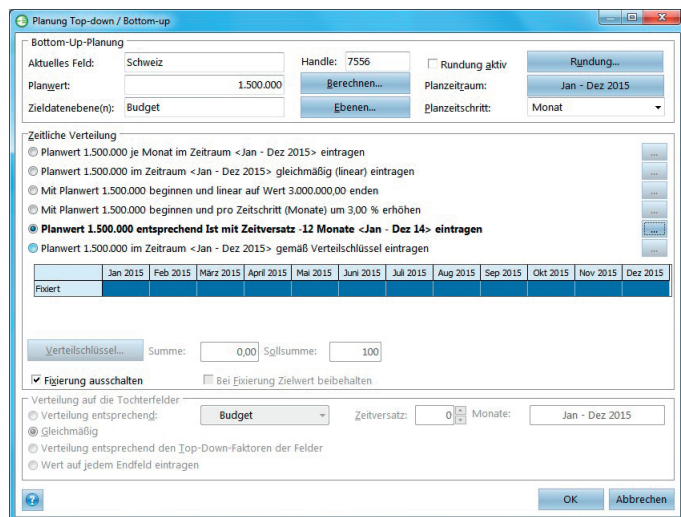 Planung Top-down / Bottom-up
Bottom-Up-Planung
Aktuelles Feld: Schweiz Handle: 7556 Rundung aktiv Rundung...
Planwert: 1.500.000 Berechnen... Planzeitraum: Jan - Dez 2015
Zieldatenebene(n): Budget Ebenen... Planzeitschritt: Monat
Zeitliche Verteilung
Planwert 1.500.000 je Monat im Zeitraum <Jan - Dez 2015> eintragen ...
Planwert 1.500.000 im Zeitraum <Jan - Dez 2015> gleichmäßig (linear) eintragen ...
Mit Planwert 1.500.000 beginnen und linear auf Wert 3.000.000,00 enden ...
Mit Planwert 1.500.000 beginnen und pro Zeitschritt (Monate) um 3,00 % erhöhen ...
Planwert 1.500.000 entsprechend Ist mit Zeitversatz -12 Monate <Jan - Dez 14> eintragen ...
Planwert 1.500.000 im Zeitraum <Jan - Dez 2015> gemäß Verteilschlüssel eintragen ...
Jan 2015 Feb 2015 März 2015 April 2015 Mai 2015 Juni 2015 Juli 2015 Aug 2015 Sep 2015 Okt 2015 Nov 2015 Dez 2015
Fixiert
Verteilschlüssel... Summe: 0,00 Sollsumme: 100
Fixierung ausschalten Bei Fixierung Zielwert beibehalten
Verteilung auf die Tochterfelder
Verteilung entsprechend: Budget Zeitversatz: 0 Monate: Jan - Dez 2015
Gleichmäßig
Verteilung entsprechend den Top-Down-Faktoren der Felder
Wert auf jedem Endfeld eintragen
? OK Abbrechen